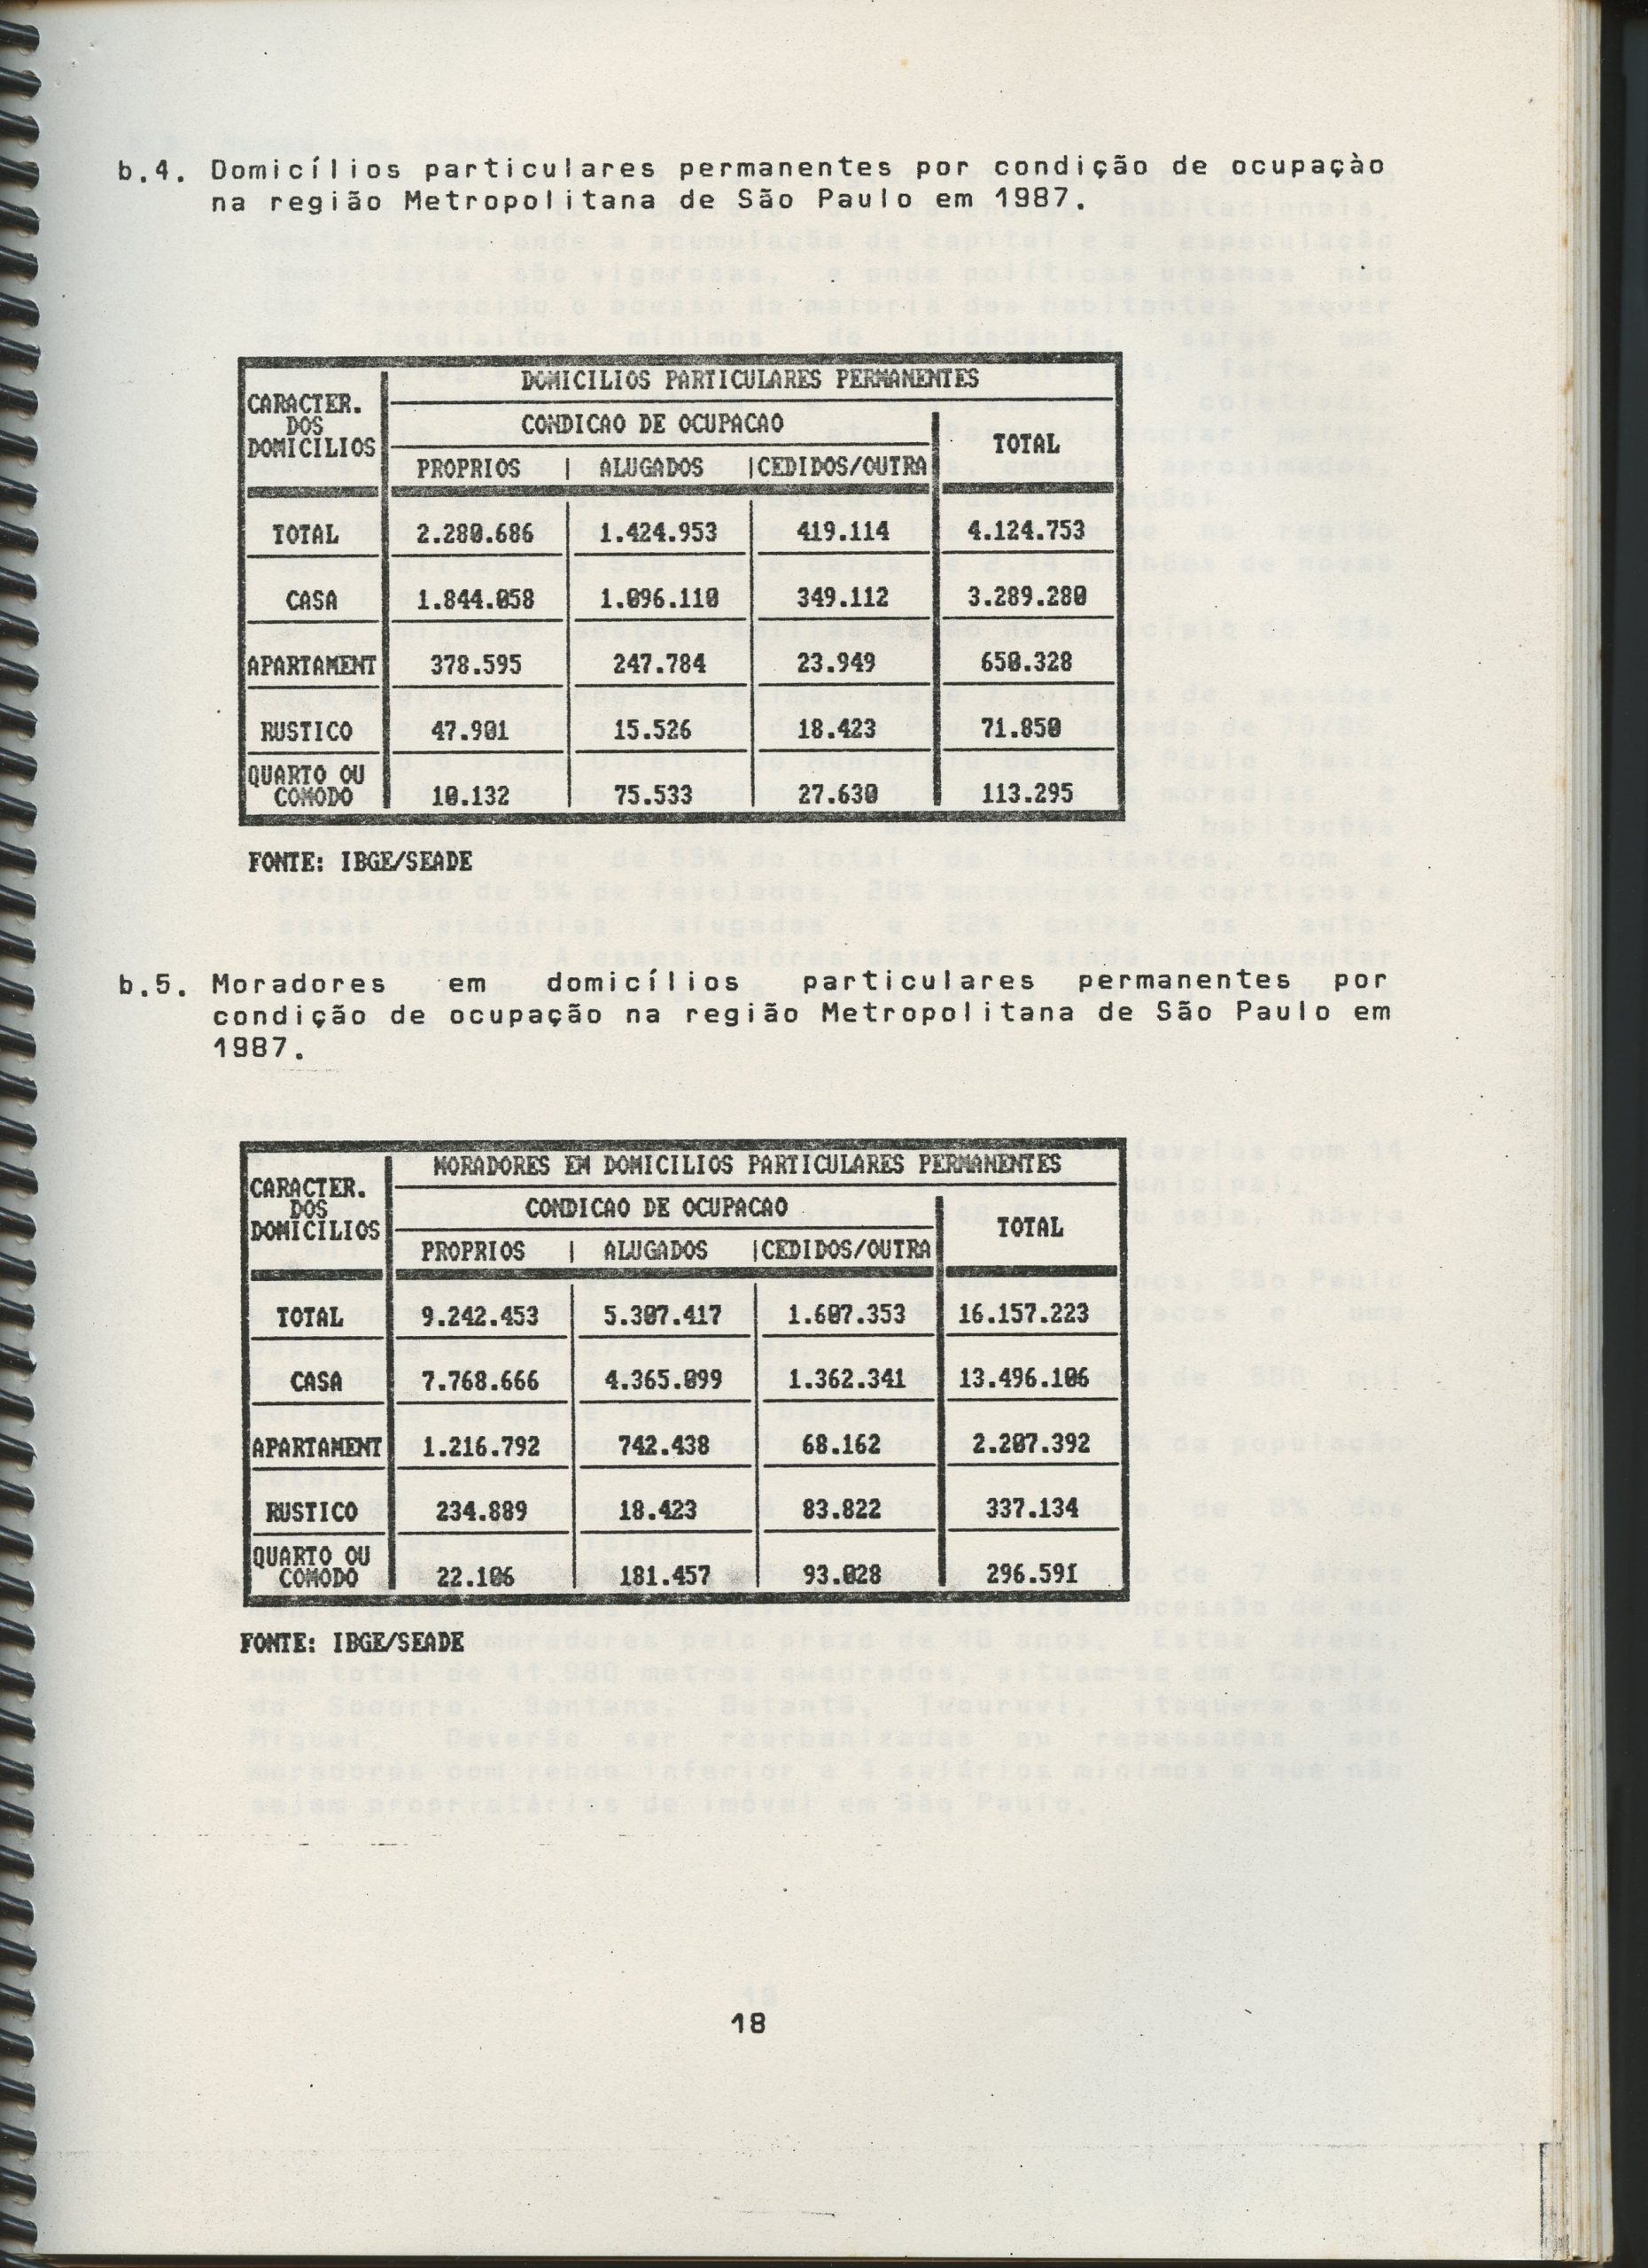 b.4. Domicílios particulares permanentes por condição de ocupaçào
na região Metropolitana de São Paulo em 1987.
DOMICILIOS PARTICULARES PERMANENTES
CARACTER.
DOS
DOMICILIOS
CONDICAO DE OCUPACAO
TOTAL
PROPRIOS | ALUGADOS |CEDIDOS/OUTRA
TOTAL 2.280.686 1.424.953 419.114 4.124.753
CASA 1.844.058 1.096.110 349.112 3.289.280
APARTAMENT 378.595 247.784 23.949 650.328
RUSTICO 47.901 15.526 18.423 71.850
QUARTO OU
COMODO 10.132 75.533 27.630 113.295
FONTE: IBGE/SEADE
b.5. Moradores em domicílios particulares permanentes por
condição de ocupação na região Metropolitana de São Paulo em
1987.
MORADORES EM DOMICILIOS PARTICULARES PERMANENTES
CARACTER.
DOS
DOMICILIOS
CONDICAO DE OCUPACAO
TOTAL
PROPRIOS | ALUGADOS |CEDIDOS/OUTRA
TOTAL 9.242.453 5.307.417 1.607.353 16.157.223
CASA 7.768.666 4.365.099 1.362.341 13.496.106
APARTAMENT 1.216.792 742.438 68.162 2.207.392
RUSTICO 234.889 18.423 83.822 337.134
QUARTO OU
COMODO 22.106 181.457 93.028 296.591
FONTE: IBGE/SEADE
18